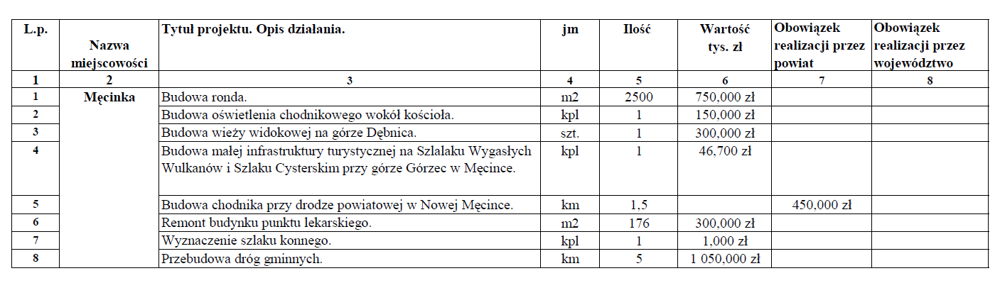 L.p. Nazwa miejscowości Tytuł projektu. Opis działania. jm Ilość Wartość tys. zł Obowiązek realizacji przez powiat Obowiązek realizacji przez województwo
1 2 3 4 5 6 7 8
1 Męcinka Budowa ronda. m2 2500 750,000 zł
2 Budowa oświetlenia chodnikowego wokół kościoła. kpl 1 150,000 zł
3 Budowa wieży widokowej na górze Dębnica. szt. 1 300,000 zł
4 Budowa małej infrastruktury turystycznej na Szlalaku Wygasłych kpl 1 46,700 zł
Wulkanów i Szlaku Cysterskim przy górze Górzec w Męcince.
5 Budowa chodnika przy drodze powiatowej w Nowej Męcince. km 1,5 450,000 zł
6 Remont budynku punktu lekarskiego. m2 176 300,000 zł
7 Wyznaczenie szlaku konnego. kpl 1 1,000 zł
8 Przebudowa dróg gminnych. km 5 1 050,000 zł